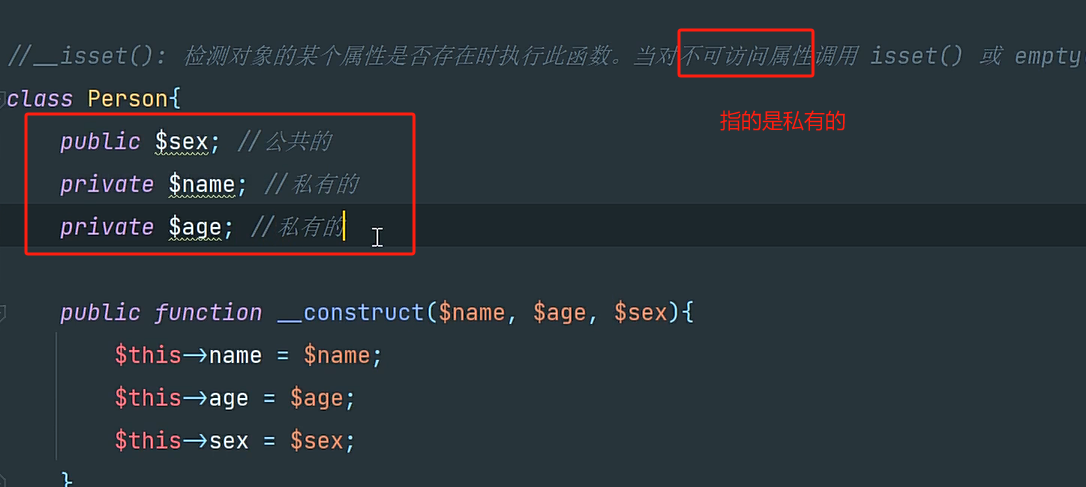 //__isset(): 检测对象的某个属性是否存在时执行此函数。当对不可访问属性调用 isset() 或 empty
class Person{
指的是私有的
public $sex; //公共的
private $name; //私有的
private $age; //私有的
public function __construct($name, $age, $sex){
$this->name = $name;
$this->age = $age;
$this->sex = $sex;
}